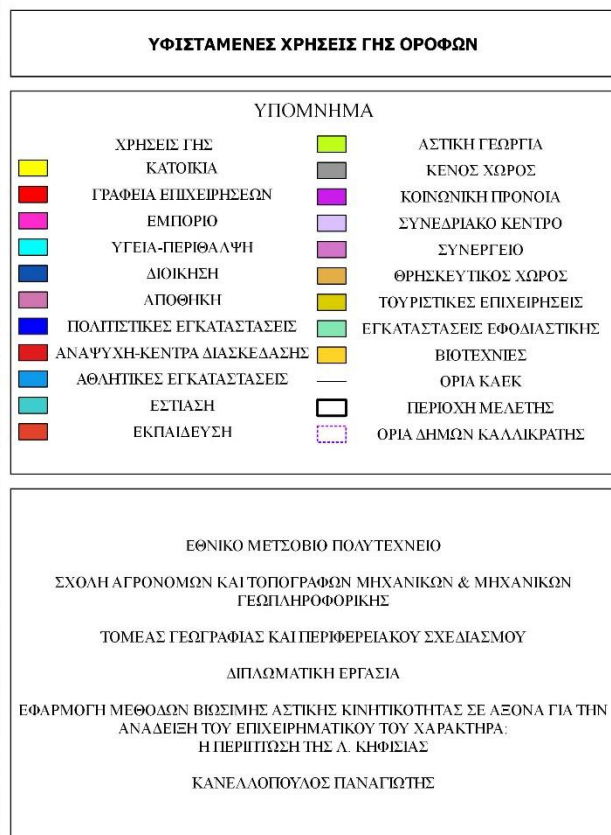 ΥΦΙΣΤΑΜΕΝΕΣ ΧΡΗΣΕΙΣ ΓΗΣ ΟΡΟΦΩΝ
ΥΠΟΜΝΗΜΑ
ΧΡΗΣΕΙΣ ΓΗΣ
ΚΑΤΟΙΚΙΑ
ΓΡΑΦΕΙΑ ΕΠΙΧΕΙΡΗΣΕΩΝ
ΕΜΠΟΡΙΟ
ΥΓΕΙΑ-ΠΕΡΙΘΑΛΨΗ
ΔΙΟΙΚΗΣΗ
ΑΠΟΘΗΚΗ
ΠΟΛΙΤΙΣΤΙΚΕΣ ΕΓΚΑΤΑΣΤΑΣΕΙΣ
ΑΝΑΨΥΧΗ-ΚΕΝΤΡΑ ΔΙΑΣΚΕΔΑΣΗΣ
ΑΘΛΗΤΙΚΕΣ ΕΓΚΑΤΑΣΤΑΣΕΙΣ
ΕΣΤΙΑΣΗ
ΕΚΠΑΙΔΕΥΣΗ
ΑΣΤΙΚΗ ΓΕΩΡΓΙΑ
ΚΕΝΟΣ ΧΩΡΟΣ
ΚΟΙΝΩΝΙΚΗ ΠΡΟΝΟΙΑ
ΣΥΝΕΔΡΙΑΚΟ ΚΕΝΤΡΟ
ΣΥΝΕΡΓΕΙΟ
ΘΡΗΣΚΕΥΤΙΚΟΣ ΧΩΡΟΣ
ΤΟΥΡΙΣΤΙΚΕΣ ΕΠΙΧΕΙΡΗΣΕΙΣ
ΕΓΚΑΤΑΣΤΑΣΕΙΣ ΕΦΟΔΙΑΣΤΙΚΗΣ
ΒΙΟΤΕΧΝΙΕΣ
ΟΡΙΑ ΚΑΕΚ
ΠΕΡΙΟΧΗ ΜΕΛΕΤΗΣ
ΟΡΙΑ ΔΗΜΩΝ ΚΑΛΛΙΚΡΑΤΗΣ
ΕΘΝΙΚΟ ΜΕΤΣΟΒΙΟ ΠΟΛΥΤΕΧΝΕΙΟ
ΣΧΟΛΗ ΑΓΡΟΝΟΜΩΝ ΚΑΙ ΤΟΠΟΓΡΑΦΩΝ ΜΗΧΑΝΙΚΩΝ & ΜΗΧΑΝΙΚΩΝ
ΓΕΩΠΛΗΡΟΦΟΡΙΚΗΣ
ΤΟΜΕΑΣ ΓΕΩΓΡΑΦΙΑΣ ΚΑΙ ΠΕΡΙΦΕΡΕΙΑΚΟΥ ΣΧΕΔΙΑΣΜΟΥ
ΔΙΠΛΩΜΑΤΙΚΗ ΕΡΓΑΣΙΑ
ΕΦΑΡΜΟΓΗ ΜΕΘΟΔΩΝ ΒΙΩΣΙΜΗΣ ΑΣΤΙΚΗΣ ΚΙΝΗΤΙΚΟΤΗΤΑΣ ΣΕ ΑΞΟΝΑ ΓΙΑ ΤΗΝ
ΑΝΑΔΕΙΞΗ ΤΟΥ ΕΠΙΧΕΙΡΗΜΑΤΙΚΟΥ ΤΟΥ ΧΑΡΑΚΤΗΡΑ:
Η ΠΕΡΙΠΤΩΣΗ ΤΗΣ Λ. ΚΗΦΙΣΙΑΣ
ΚΑΝΕΛΛΟΠΟΥΛΟΣ ΠΑΝΑΓΙΩΤΗΣ